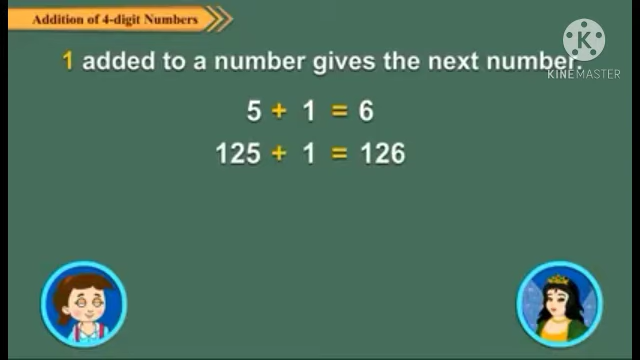 Addition of 4-digit Numbers
1 added to a number gives the next number.
K
KINEMASTER
5 + 1 = 6
125 + 1 = 126